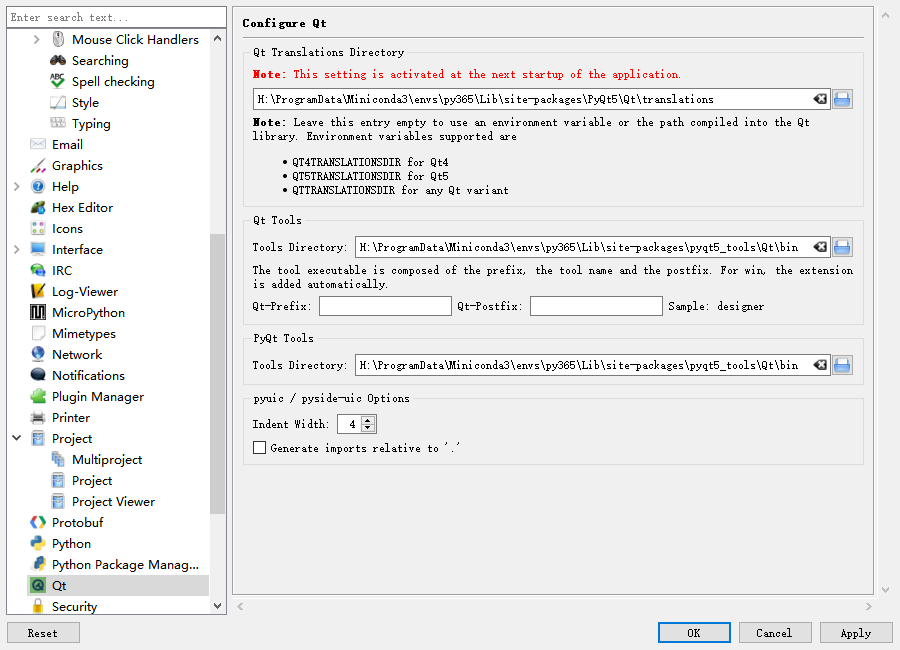 Enter search text...
Mouse Click Handlers
Searching
ABC
Spell checking
Style
Typing
Email
Graphics
Help
Hex Editor
Icons
Interface
IRC
Log-Viewer
MicroPython
Mimetypes
Network
Notifications
Plugin Manager
Printer
Project
Multiproject
Project
Project Viewer
Protobuf
Python
Python Package Manag...
Qt
Security
Configure Qt
Qt Translations Directory
Note: This setting is activated at the next startup of the application.
H:\ProgramData\Miniconda3\envs\py365\Lib\site-packages\PyQt5\Qt\translations
Note: Leave this entry empty to use an environment variable or the path compiled into the Qt
library. Environment variables supported are
• QT4TRANSLATIONSDIR for Qt4
• QT5TRANSLATIONSDIR for Qt5
• QTTRANSLATIONSDIR for any Qt variant
Qt Tools
Tools Directory: H:\ProgramData\Miniconda3\envs\py365\Lib\site-packages\pyqt5_tools\Qt\bin
The tool executable is composed of the prefix, the tool name and the postfix. For win, the extension
is added automatically.
Qt-Prefix: Qt-Postfix: Sample: designer
PyQt Tools
Tools Directory: H:\ProgramData\Miniconda3\envs\py365\Lib\site-packages\pyqt5_tools\Qt\bin
pyuic / pyside-uic Options
Indent Width: 4
Generate imports relative to '.'
Reset
OK
Cancel
Apply